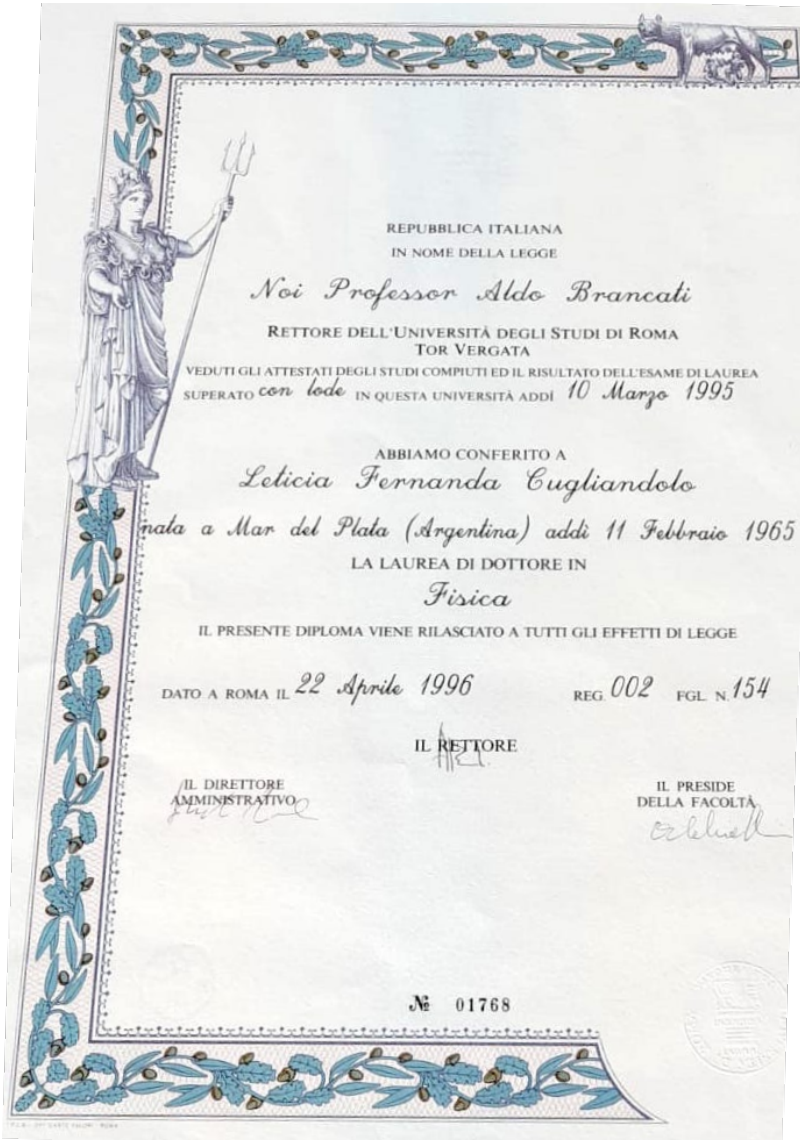 REPUBBLICA ITALIANA
IN NOME DELLA LEGGE
Noi Professor Aldo Brancati
RETTORE DELL'UNIVERSITÀ DEGLI STUDI DI ROMA
TOR VERGATA
VEDUTI GLI ATTESTATI DEGLI STUDI COMPIUTI ED IL RISULTATO DELL'ESAME DI LAUREA
SUPERATO con lode IN QUESTA UNIVERSITÀ ADDÌ 10 Marzo 1995
ABBIAMO CONFERITO A
Leticia Fernanda Cugliandolo
nata a Mar del Plata (Argentina) addì 11 Febbraio 1965
LA LAUREA DI DOTTORE IN
Fisica
IL PRESENTE DIPLOMA VIENE RILASCIATO A TUTTI GLI EFFETTI DI LEGGE
DATO A ROMA IL 22 Aprile 1996 REG. 002 FGL. N. 154
IL RETTORE
IL DIRETTORE
AMMINISTRATIVO
IL PRESIDE
DELLA FACOLTÀ
№ 01768